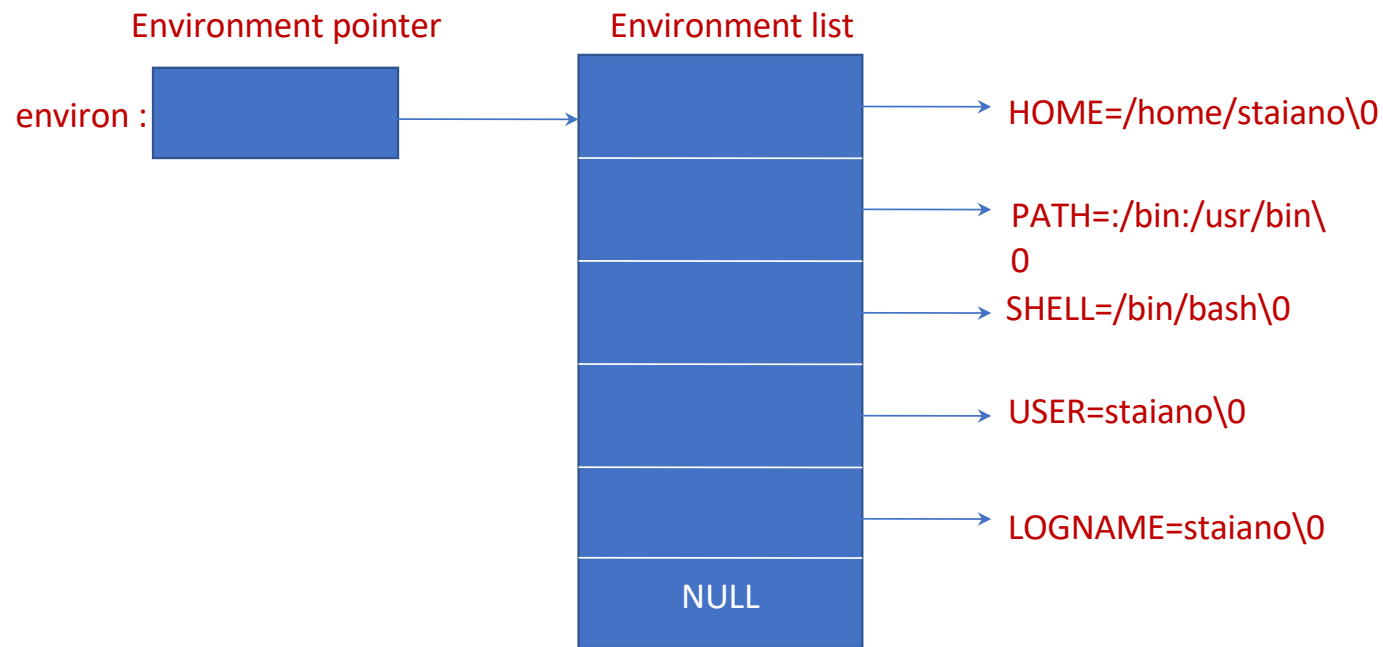 Environment pointer
Environment list
environ :
HOME=/home/staiano\0
PATH=:/bin:/usr/bin\
0
SHELL=/bin/bash\0
USER=staiano\0
LOGNAME=staiano\0
NULL